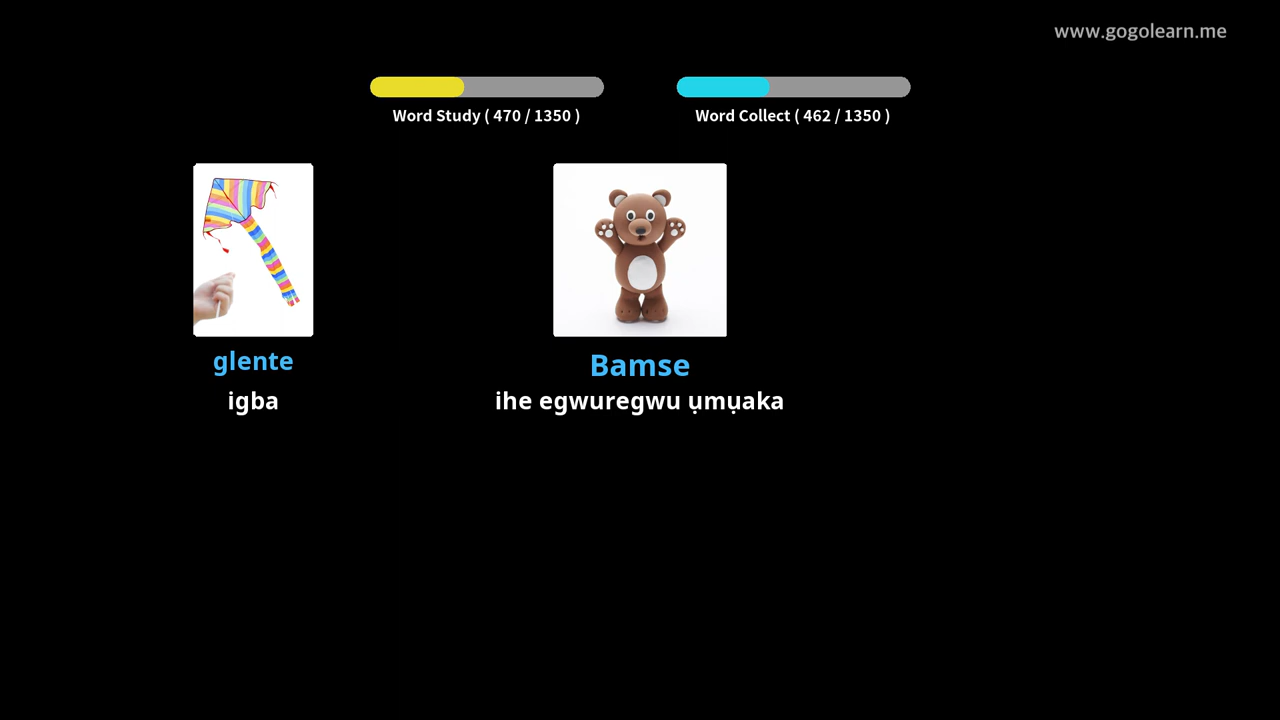 www.gogolearn.me
Word Study ( 470 / 1350 )
Word Collect ( 462 / 1350 )
glente
igba
Bamse
ihe egwuregwu ụmụaka